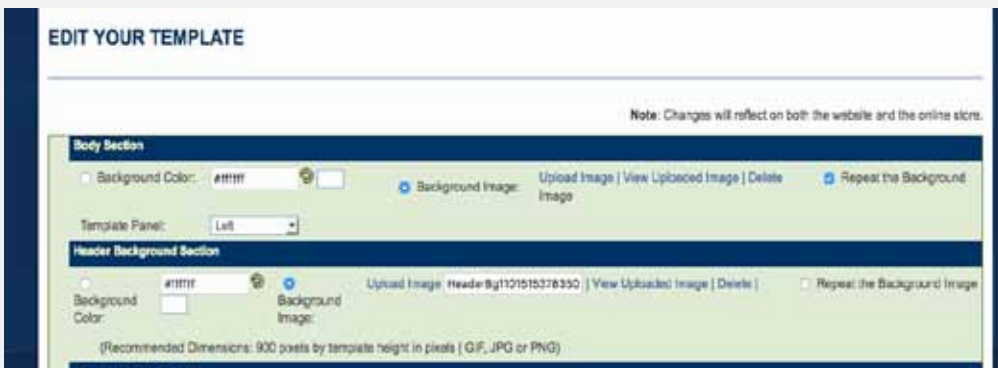 EDIT YOUR TEMPLATE
Note: Changes will reflect on both the website and the online store.
Body Section
Background Color: #ffffff Background Image: Upload Image | View Uploaded Image | Delete Image Repeat the Background
Template Panel: Left
Header Background Section
Background Color: #ffffff Background Image: Upload Image HeaderBg1101515378350 | View Uploaded Image | Delete | Repeat the Background Image
(Recommended Dimensions: 900 pixels by template height in pixels | GIF, JPG or PNG)